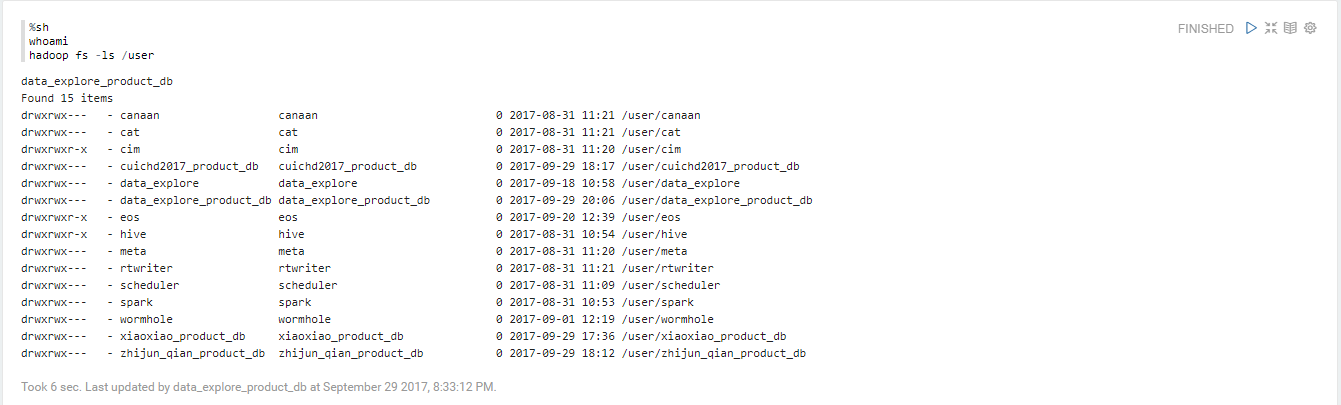 %sh
FINISHED
whoami
hadoop fs -ls /user
data_explore_product_db
Found 15 items
drwxrwx--- - canaan canaan 0 2017-08-31 11:21 /user/canaan
drwxrwx--- - cat cat 0 2017-08-31 11:21 /user/cat
drwxrwxr-x - cim cim 0 2017-08-31 11:20 /user/cim
drwxrwx--- - cuichd2017_product_db cuichd2017_product_db 0 2017-09-29 18:17 /user/cuichd2017_product_db
drwxrwx--- - data_explore data_explore 0 2017-09-18 10:58 /user/data_explore
drwxrwx--- - data_explore_product_db data_explore_product_db 0 2017-09-29 20:06 /user/data_explore_product_db
drwxrwxr-x - eos eos 0 2017-09-20 12:39 /user/eos
drwxrwxr-x - hive hive 0 2017-08-31 10:54 /user/hive
drwxrwx--- - meta meta 0 2017-08-31 11:20 /user/meta
drwxrwx--- - rtwriter rtwriter 0 2017-08-31 11:21 /user/rtwriter
drwxrwx--- - scheduler scheduler 0 2017-08-31 11:09 /user/scheduler
drwxrwx--- - spark spark 0 2017-08-31 10:53 /user/spark
drwxrwx--- - wormhole wormhole 0 2017-09-01 12:19 /user/wormhole
drwxrwx--- - xiaoxiao_product_db xiaoxiao_product_db 0 2017-09-29 17:36 /user/xiaoxiao_product_db
drwxrwx--- - zhijun_qian_product_db zhijun_qian_product_db 0 2017-09-29 18:12 /user/zhijun_qian_product_db
Took 6 sec. Last updated by data_explore_product_db at September 29 2017, 8:33:12 PM.